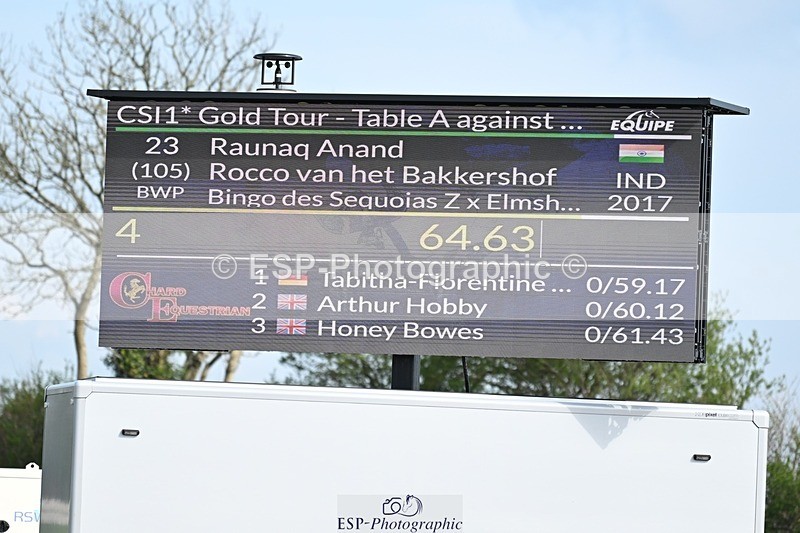 CSI1* Gold Tour - Table A against ...
EQUIPE
23 Raunaq Anand
(105) Rocco van het Bakkershof IND
BWP Bingo des Sequoias Z x Elmsh... 2017
4 64.63
© ESP-Photographic ©
CHARD EQUESTRIAN
1 Tabitha-Fiorentine ... 0/59.17
2 Arthur Hobby 0/60.12
3 Honey Bowes 0/61.43
ESP-Photographic